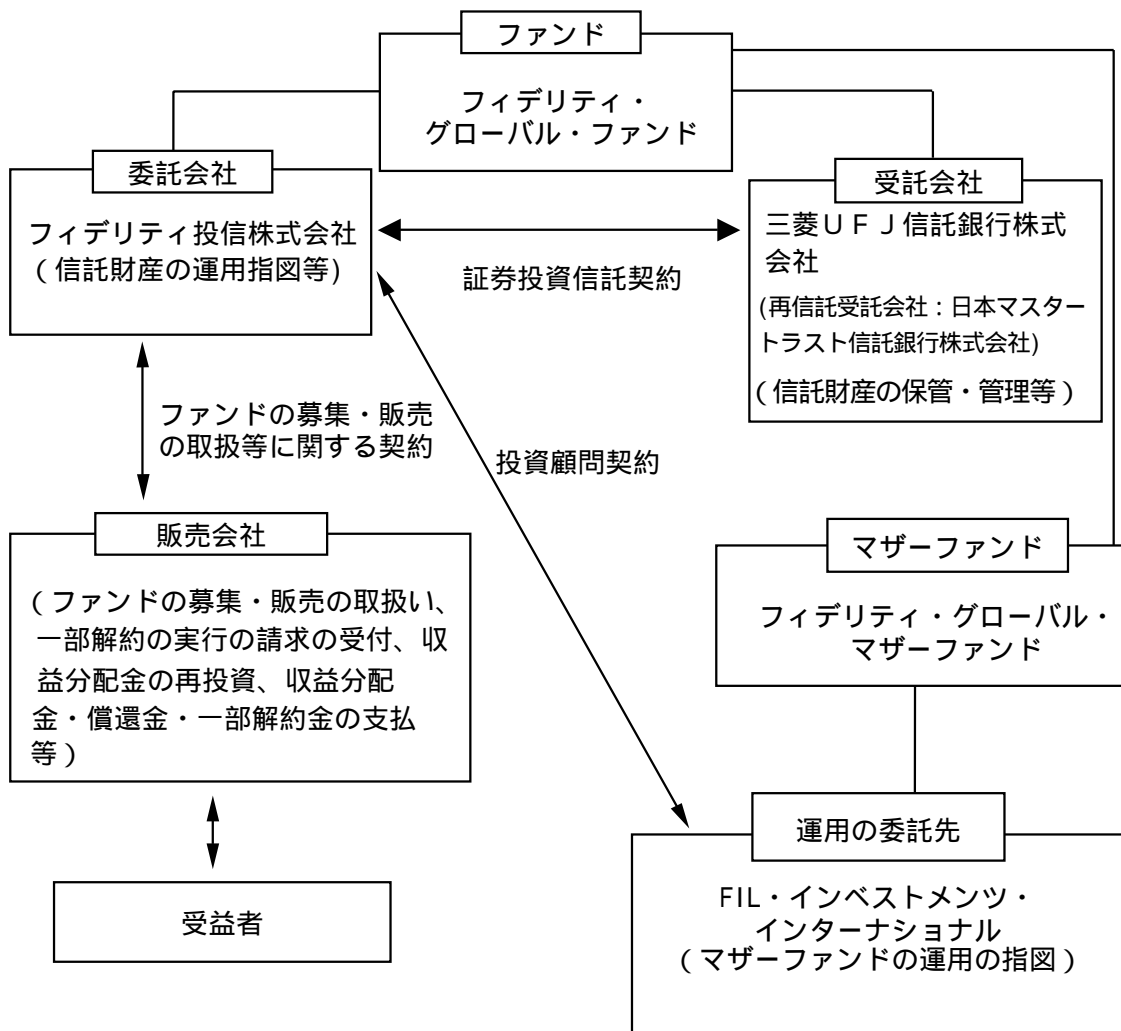 ファンド
フィデリティ・
グローバル・ファンド
委託会社
フィデリティ投信株式会社
(信託財産の運用指図等)
受託会社
三菱UFJ信託銀行株式
会社
(再信託受託会社:日本マスター
トラスト信託銀行株式会社)
(信託財産の保管・管理等)
証券投資信託契約
ファンドの募集・販売
の取扱等に関する契約
投資顧問契約
販売会社
(ファンドの募集・販売の取扱い、
一部解約の実行の請求の受付、収
益分配金の再投資、収益分配
金・償還金・一部解約金の支払
等)
マザーファンド
フィデリティ・グローバル・
マザーファンド
運用の委託先
FIL・インベストメンツ・
インターナショナル
(マザーファンドの運用の指図)
受益者